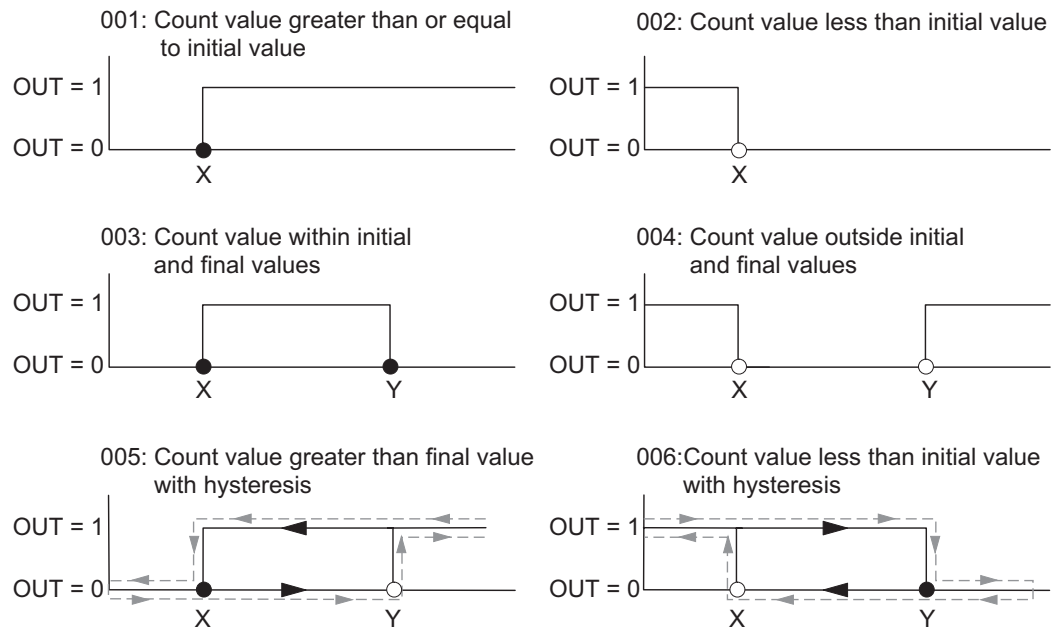 001: Count value greater than or equal
to initial value
OUT = 1
OUT = 0
X
002: Count value less than initial value
OUT = 1
OUT = 0
X
003: Count value within initial
and final values
OUT = 1
OUT = 0
X Y
004: Count value outside initial
and final values
OUT = 1
OUT = 0
X Y
005: Count value greater than final value
with hysteresis
OUT = 1
OUT = 0
X Y
006:Count value less than initial value
with hysteresis
OUT = 1
OUT = 0
X Y